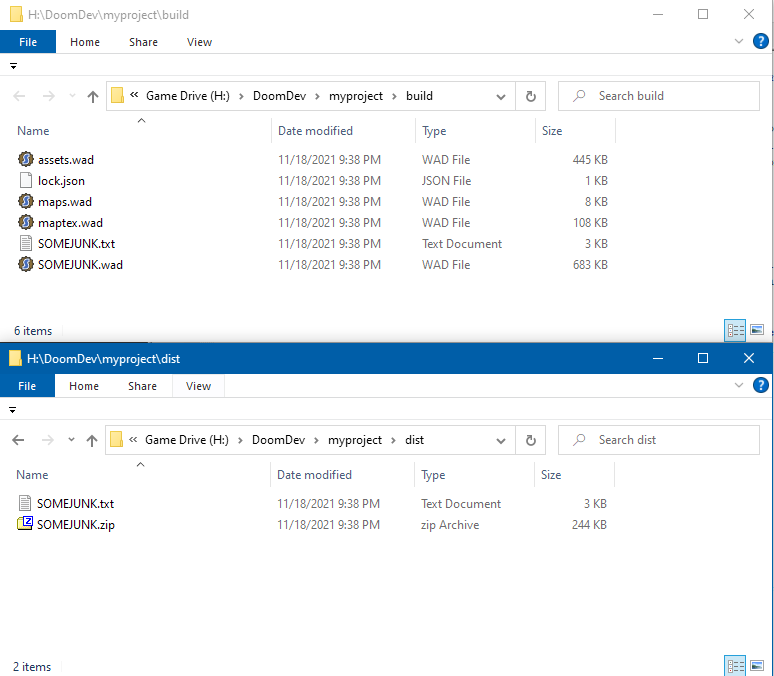 H:\DoomDev\myproject\build
File Home Share View
« Game Drive (H:) › DoomDev › myproject › build Search build
Name Date modified Type Size
assets.wad 11/18/2021 9:38 PM WAD File 445 KB
lock.json 11/18/2021 9:38 PM JSON File 1 KB
maps.wad 11/18/2021 9:38 PM WAD File 8 KB
maptex.wad 11/18/2021 9:38 PM WAD File 108 KB
SOMEJUNK.txt 11/18/2021 9:38 PM Text Document 3 KB
SOMEJUNK.wad 11/18/2021 9:38 PM WAD File 683 KB
6 items
H:\DoomDev\myproject\dist
File Home Share View
« Game Drive (H:) › DoomDev › myproject › dist Search dist
Name Date modified Type Size
SOMEJUNK.txt 11/18/2021 9:38 PM Text Document 3 KB
SOMEJUNK.zip 11/18/2021 9:38 PM zip Archive 244 KB
2 items